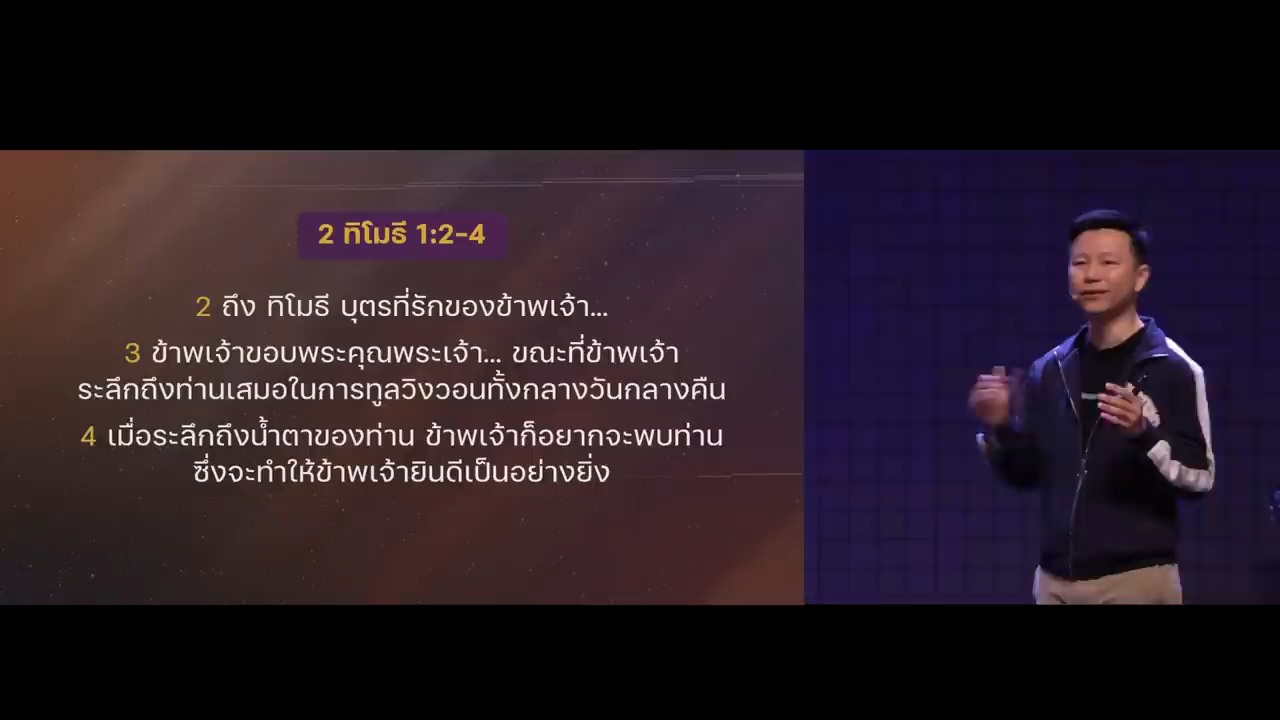 2 ทิโมธี 1:2-4
2 ถึง ทิโมธี บุตรที่รักของข้าพเจ้า...
3 ข้าพเจ้าขอบพระคุณพระเจ้า... ขณะที่ข้าพเจ้า
ระลึกถึงท่านเสมอในการทูลวิงวอนทั้งกลางวันกลางคืน
4 เมื่อระลึกถึงน้ำตาของท่าน ข้าพเจ้าก็อยากจะพบท่าน
ซึ่งจะทำให้ข้าพเจ้ายินดีเป็นอย่างยิ่ง